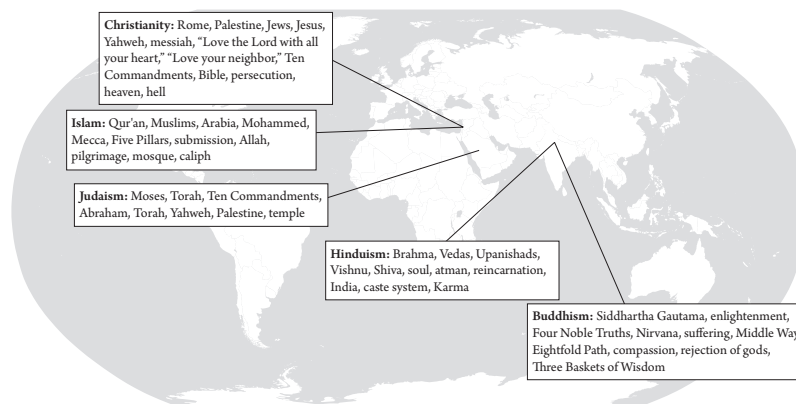 Christianity: Rome, Palestine, Jews, Jesus,
Yahweh, messiah, “Love the Lord with all
your heart,” “Love your neighbor,” Ten
Commandments, Bible, persecution,
heaven, hell
Islam: Qur'an, Muslims, Arabia, Mohammed,
Mecca, Five Pillars, submission, Allah,
pilgrimage, mosque, caliph
Judaism: Moses, Torah, Ten Commandments,
Abraham, Torah, Yahweh, Palestine, temple
Hinduism: Brahma, Vedas, Upanishads,
Vishnu, Shiva, soul, atman, reincarnation,
India, caste system, Karma
Buddhism: Siddhartha Gautama, enlightenment,
Four Noble Truths, Nirvana, suffering, Middle Way
Eightfold Path, compassion, rejection of gods,
Three Baskets of Wisdom